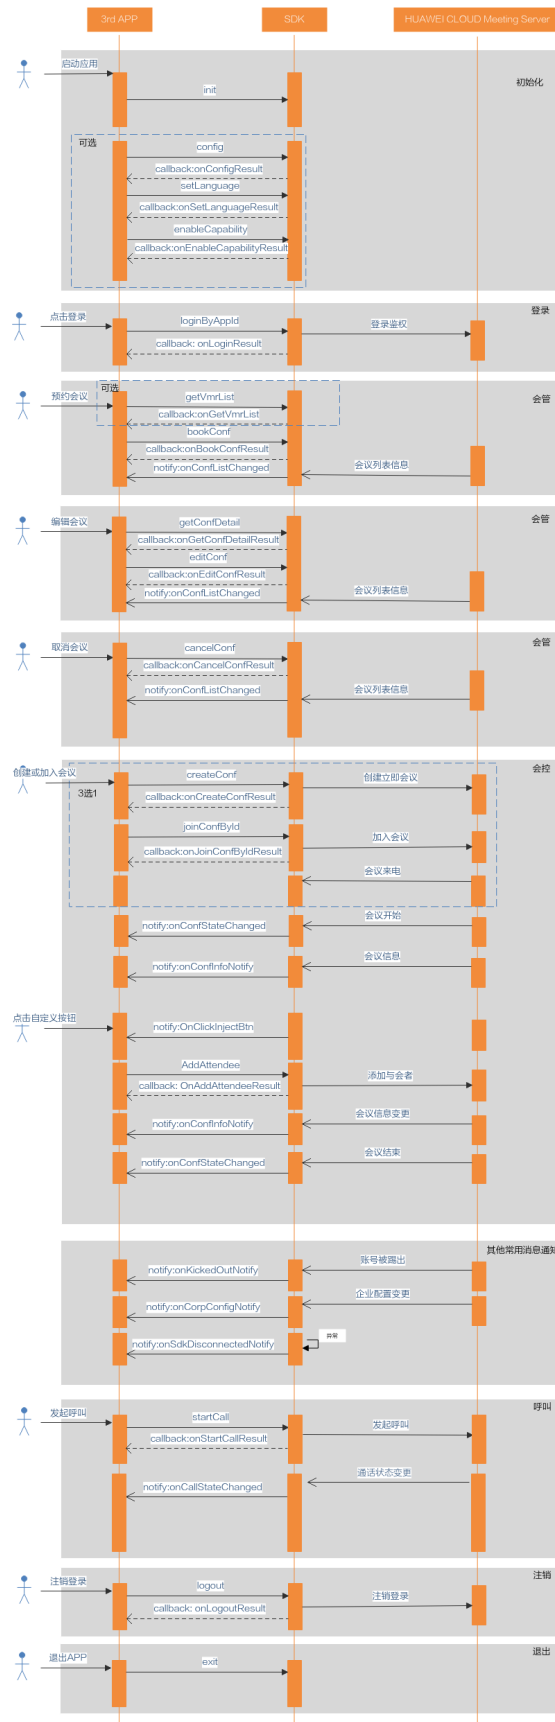 3rd APP
SDK
HUAWEI CLOUD Meeting Server
启动应用
初始化
init
可选
config
callback:onConfigResult
setLanguage
callback:onSetLanguageResult
enableCapability
callback:onEnableCapabilityResult
登录
点击登录
loginByAppId
登录鉴权
callback: onLoginResult
可选
会管
预约会议
getVmrList
callback:onGetVmrList
bookConf
callback:onBookConfResult
notify:onConfListChanged
会议列表信息
会管
编辑会议
getConfDetail
callback:onGetConfDetailResult
editConf
callback:onEditConfResult
notify:onConfListChanged
会议列表信息
会管
取消会议
cancelConf
callback:onCancelConfResult
notify:onConfListChanged
会议列表信息
会控
创建或加入会议
3选1
createConf
创建立即会议
callback:onCreateConfResult
joinConfById
加入会议
callback:onJoinConfByIdResult
会议来电
会议开始
notify:onConfStateChanged
会议信息
notify:onConfInfoNotify
点击自定义按钮
notify:OnClickInjectBtn
AddAttendee
添加与会者
callback: OnAddAttendeeResult
会议信息变更
notify:onConfInfoNotify
会议结束
notify:onConfStateChanged
其他常用消息通知
账号被踢出
notify:onKickedOutNotify
企业配置变更
notify:onCorpConfigNotify
异常
notify:onSdkDisconnectedNotify
呼叫
发起呼叫
startCall
发起呼叫
callback:onStartCallResult
通话状态变更
notify:onCallStateChanged
注销
注销登录
logout
注销登录
callback: onLogoutResult
退出
退出APP
exit